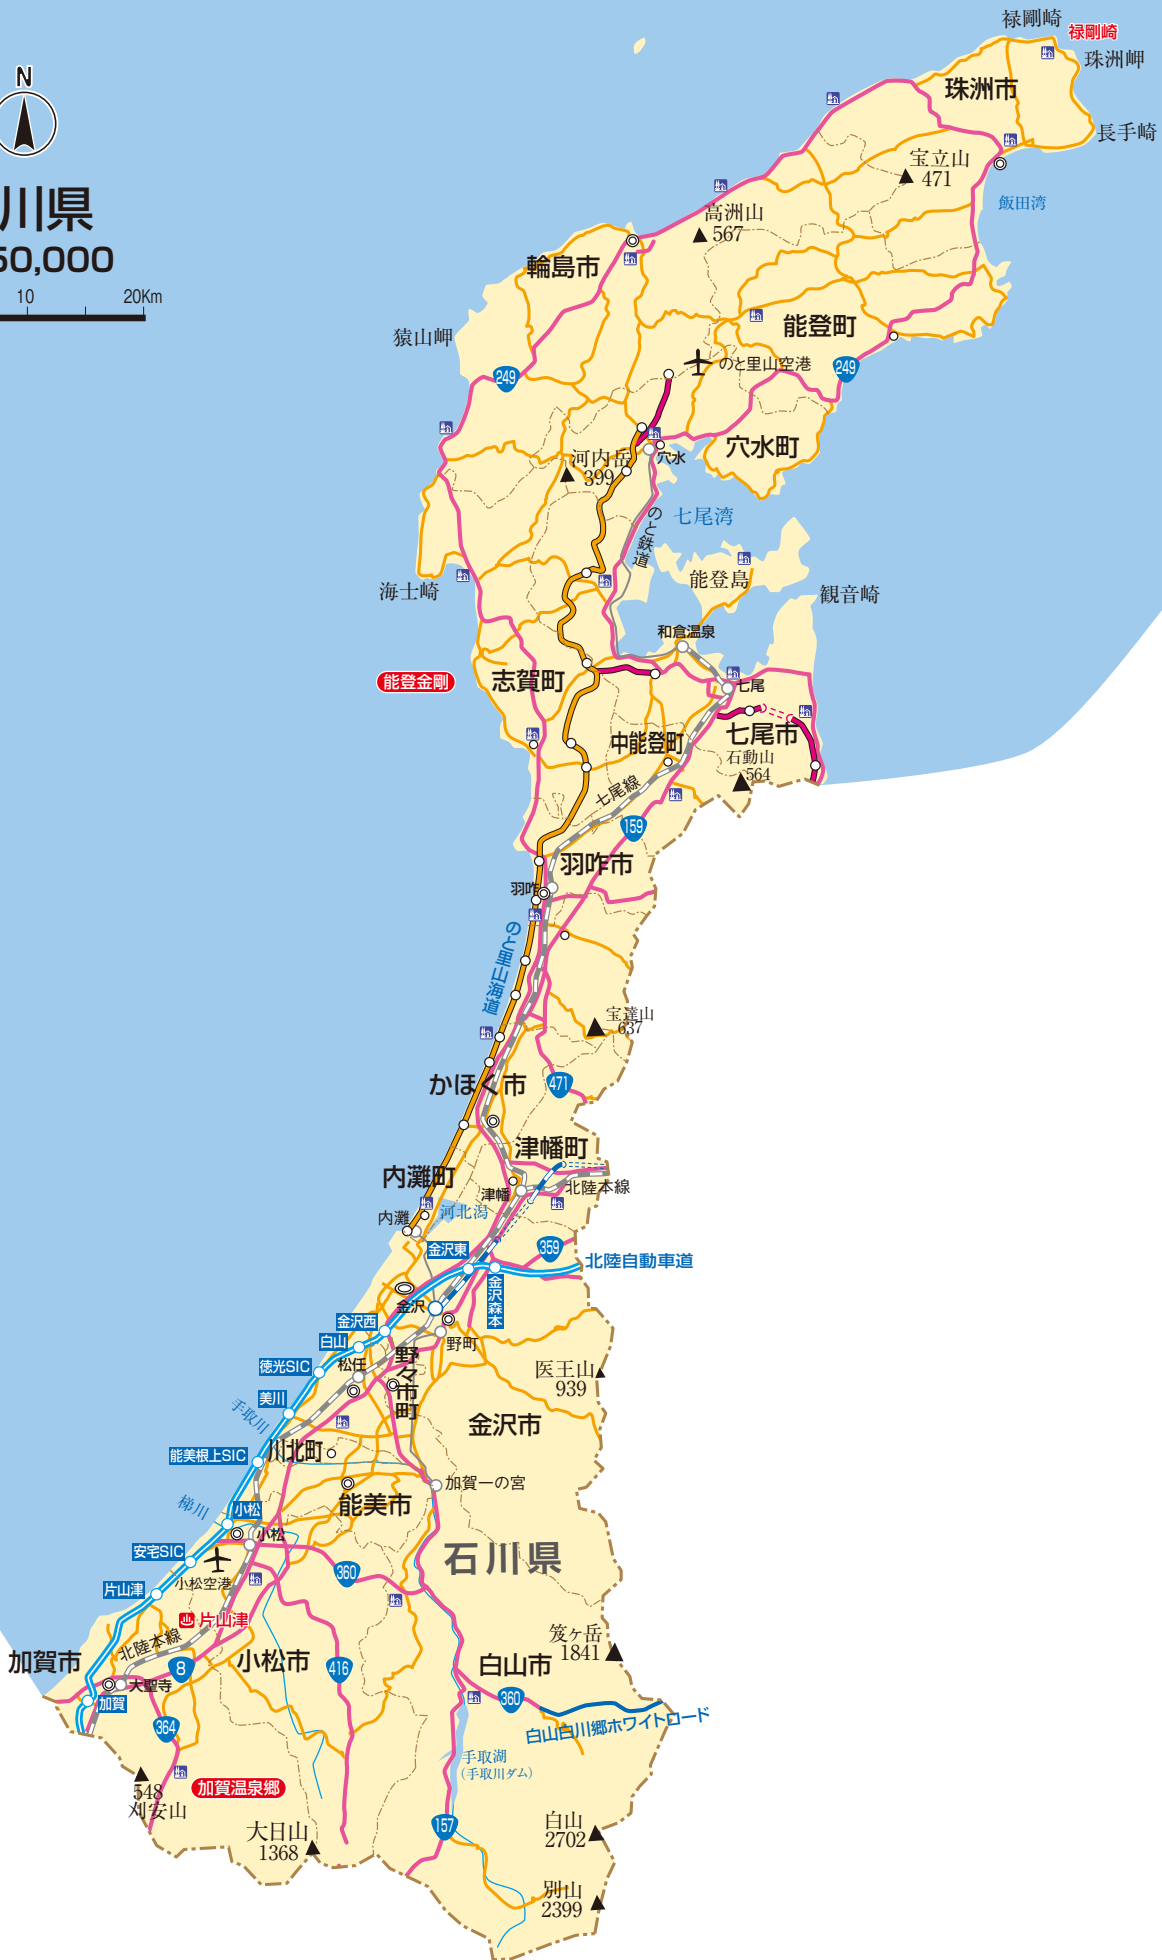 禄剛崎
禄剛崎
珠洲岬
N
珠洲市
長手崎
宝立山
471
川県
飯田湾
高洲山
567
50,000
輪島市
10
20Km
能登町
猿山岬
のと里山空港
249
249
穴水町
河内岳
399
穴水
七尾湾
のと鉄道
能登島
海士崎
観音崎
和倉温泉
能登金剛
志賀町
七尾
中能登町
七尾市
石動山
564
七尾線
159
羽咋市
羽咋
のと里山海道
宝達山
637
かほく市
471
津幡町
内灘町
北陸本線
津幡
河北潟
内灘
金沢東
359
北陸自動車道
金沢森本
金沢
金沢西
白山
野町
徳光SIC
松任
野々市町
医王山
939
美川
手取川
金沢市
能美根上SIC
川北町
加賀一の宮
能美市
梯川
小松
小松
安宅SIC
石川県
小松空港
360
片山津
片山津
北陸本線
笈ヶ岳
1841
加賀市
8
小松市
416
白山市
大聖寺
加賀
360
白山白川郷ホワイトロード
364
手取湖
(手取川ダム)
加賀温泉郷
548
刈安山
157
白山
2702
大日山
1368
別山
2399